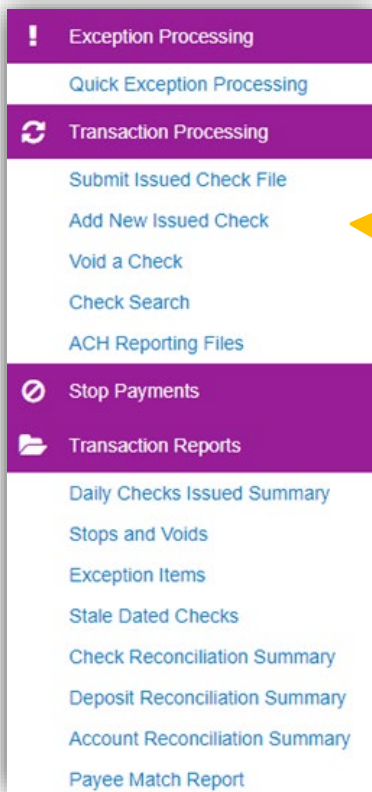 Exception Processing
Quick Exception Processing
Transaction Processing
Submit Issued Check File
Add New Issued Check
Void a Check
Check Search
ACH Reporting Files
Stop Payments
Transaction Reports
Daily Checks Issued Summary
Stops and Voids
Exception Items
Stale Dated Checks
Check Reconciliation Summary
Deposit Reconciliation Summary
Account Reconciliation Summary
Payee Match Report